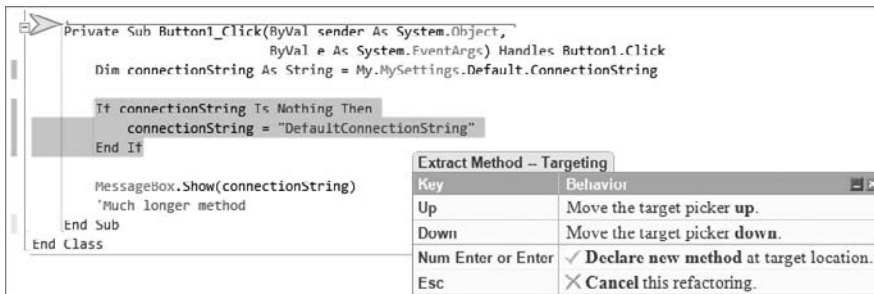 Private Sub Button1_Click(ByVal sender As System.Object,
ByVal e As System.EventArgs) Handles Button1.Click
Dim connectionString As String = My.MySettings.Default.ConnectionString
If connectionString Is Nothing Then
connectionString = "DefaultConnectionString"
End If
MessageBox.Show(connectionString)
'Much longer method
End Sub
End Class
Extract Method – Targeting
Key Behavior
Up Move the target picker up.
Down Move the target picker down.
Num Enter or Enter Declare new method at target location.
Esc Cancel this refactoring.